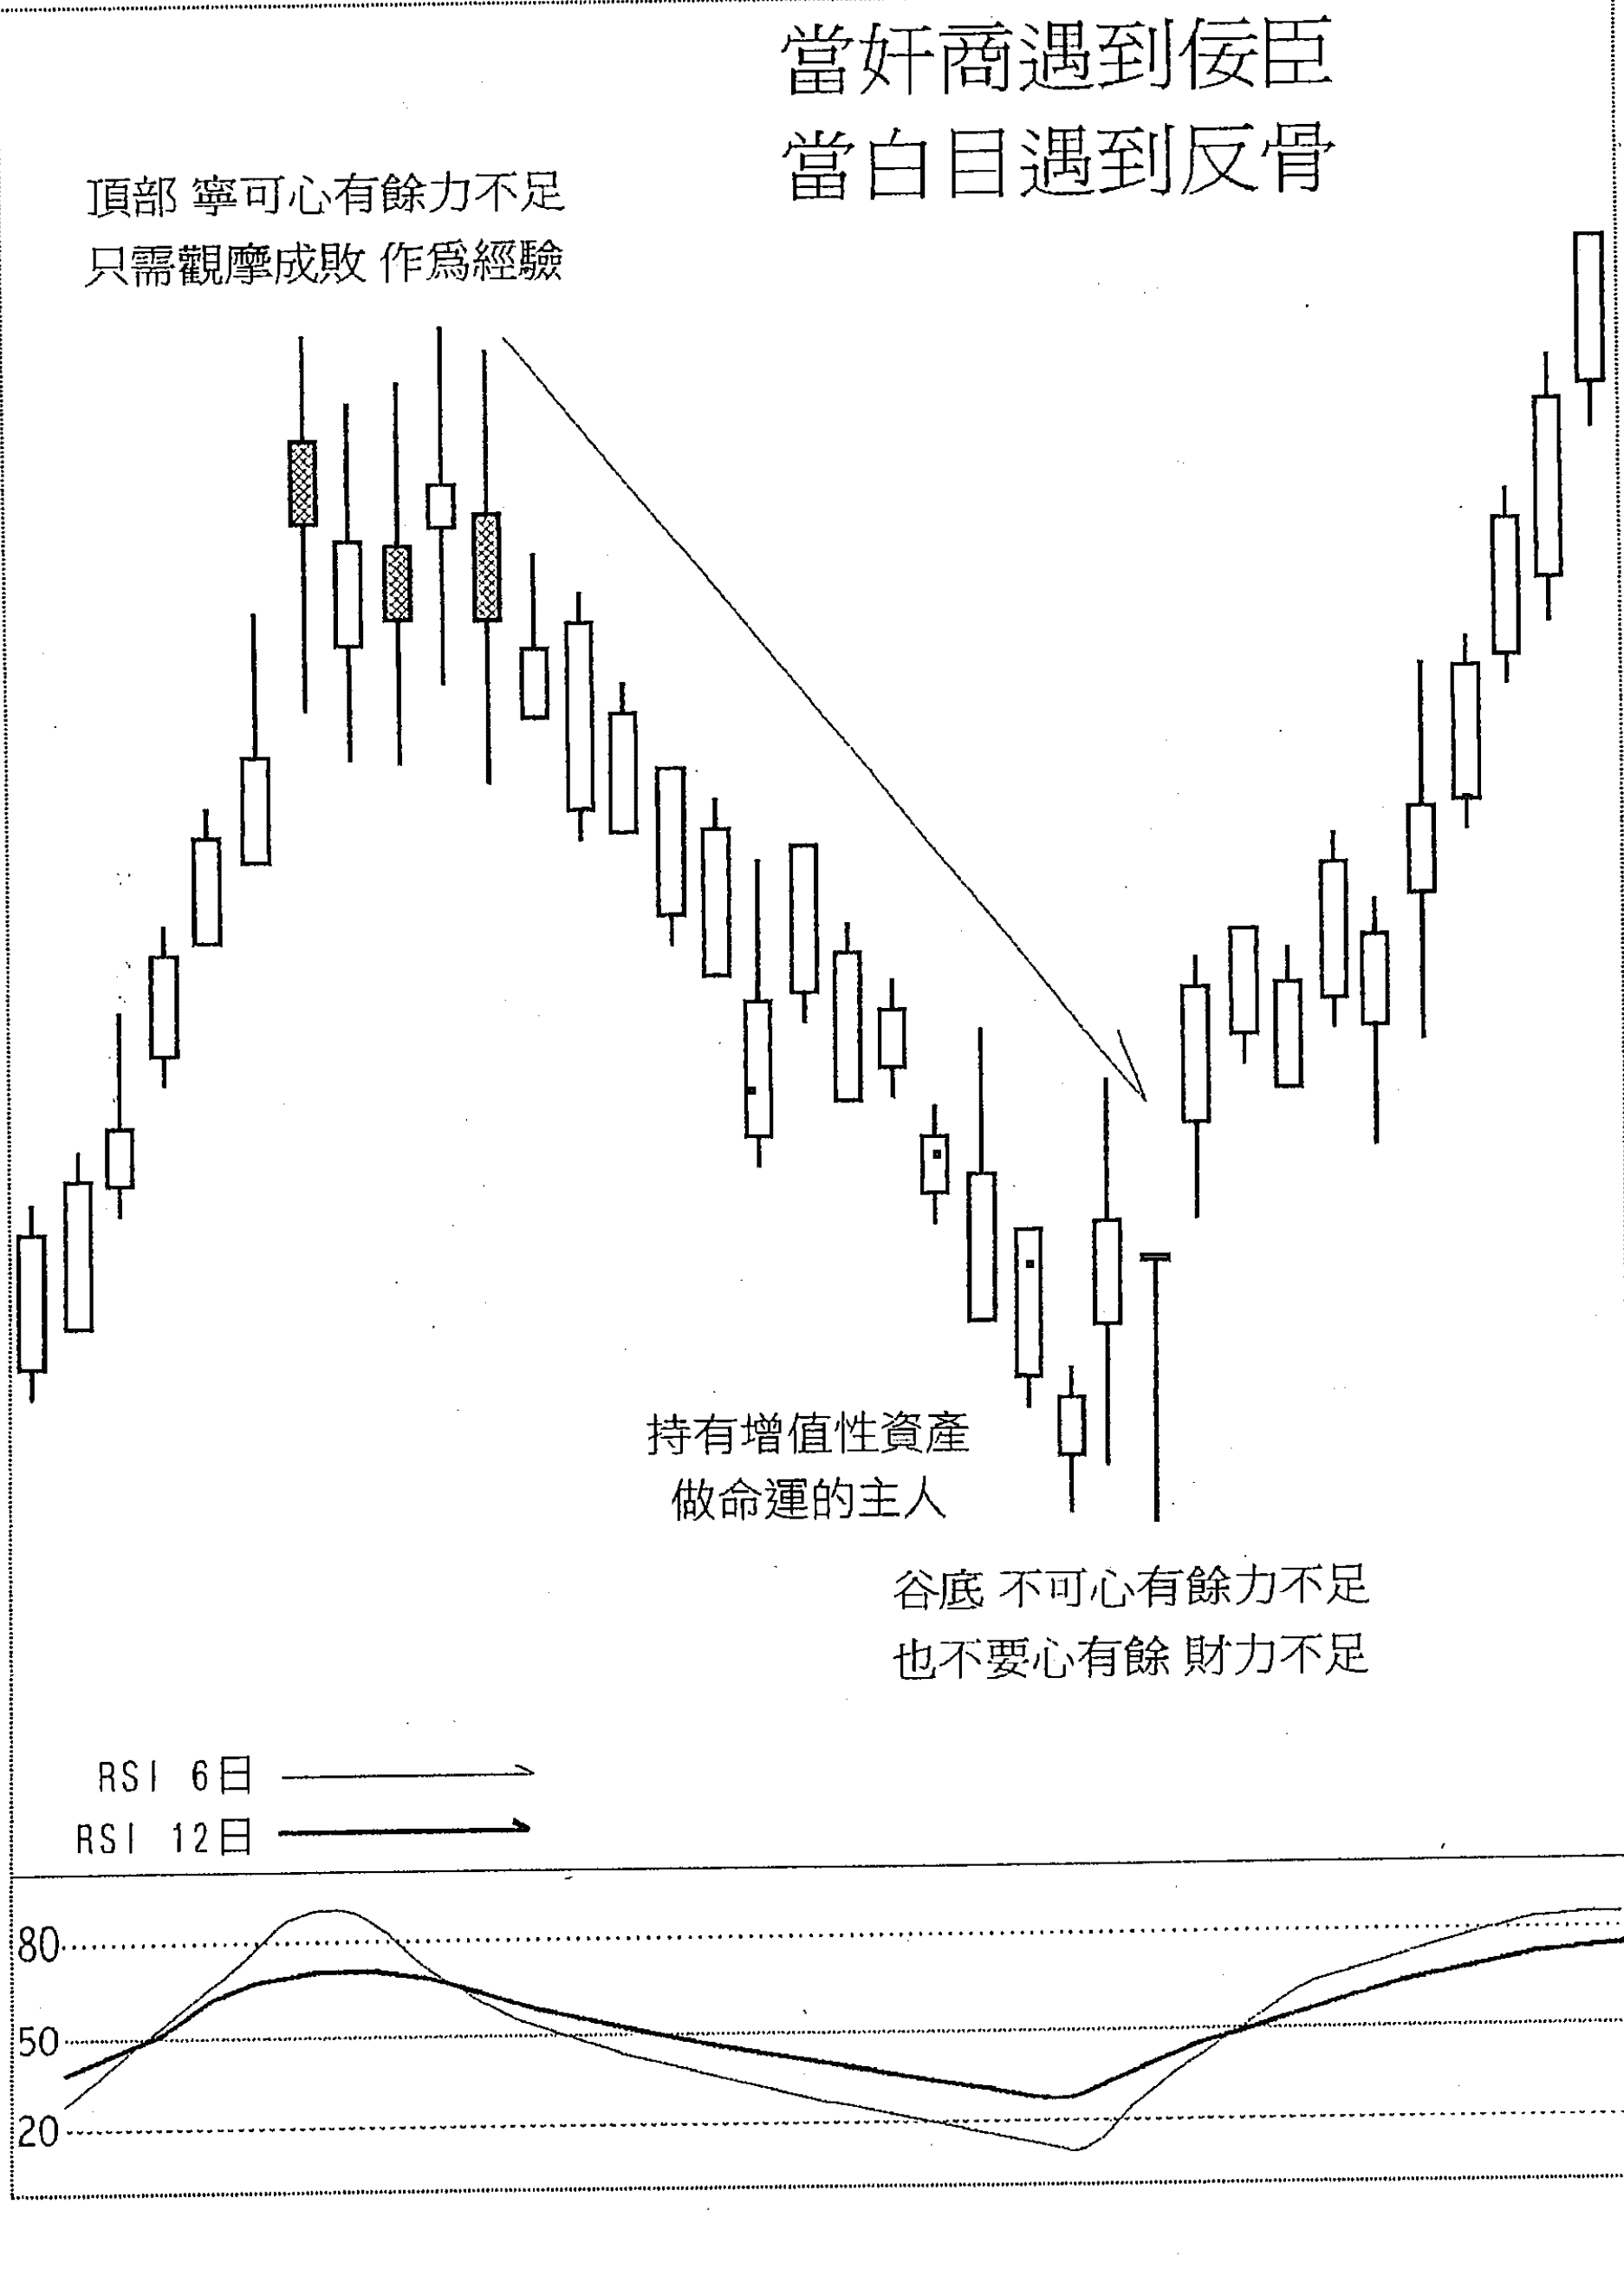 當奸商遇到佞臣
當白目遇到反骨
頂部 寧可心有餘力不足
只需觀摩成敗 作為經驗
持有增值性資產
做命運的主人
谷底 不可心有餘力不足
也不要心有餘 財力不足
RSI 6日
RSI 12日
80
50
20